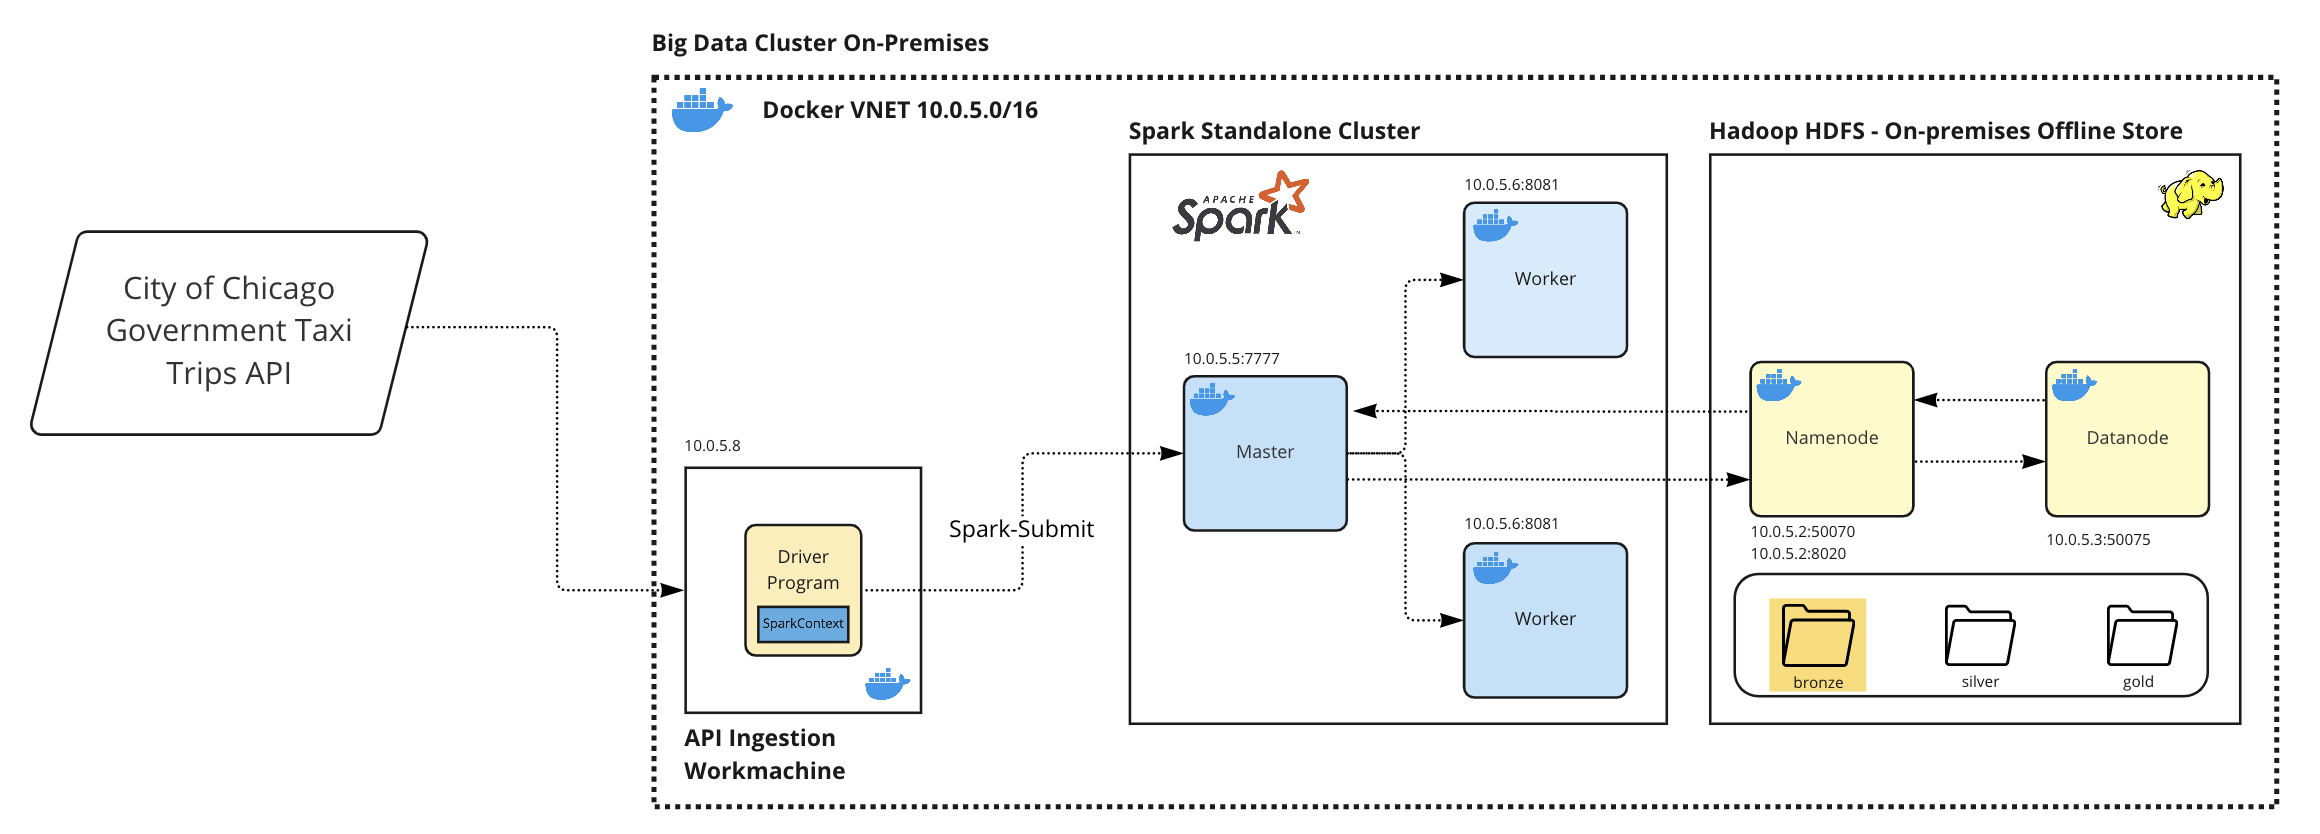 Big Data Cluster On-Premises
Docker VNET 10.0.5.0/16
Spark Standalone Cluster
Hadoop HDFS - On-premises Offline Store
City of Chicago
Government Taxi
Trips API
10.0.5.8
Driver
Program
SparkContext
API Ingestion
Workmachine
Spark-Submit
APACHE
Spark
TM
10.0.5.5:7777
Master
10.0.5.6:8081
Worker
10.0.5.6:8081
Worker
Namenode
10.0.5.2:50070
10.0.5.2:8020
Datanode
10.0.5.3:50075
bronze
silver
gold